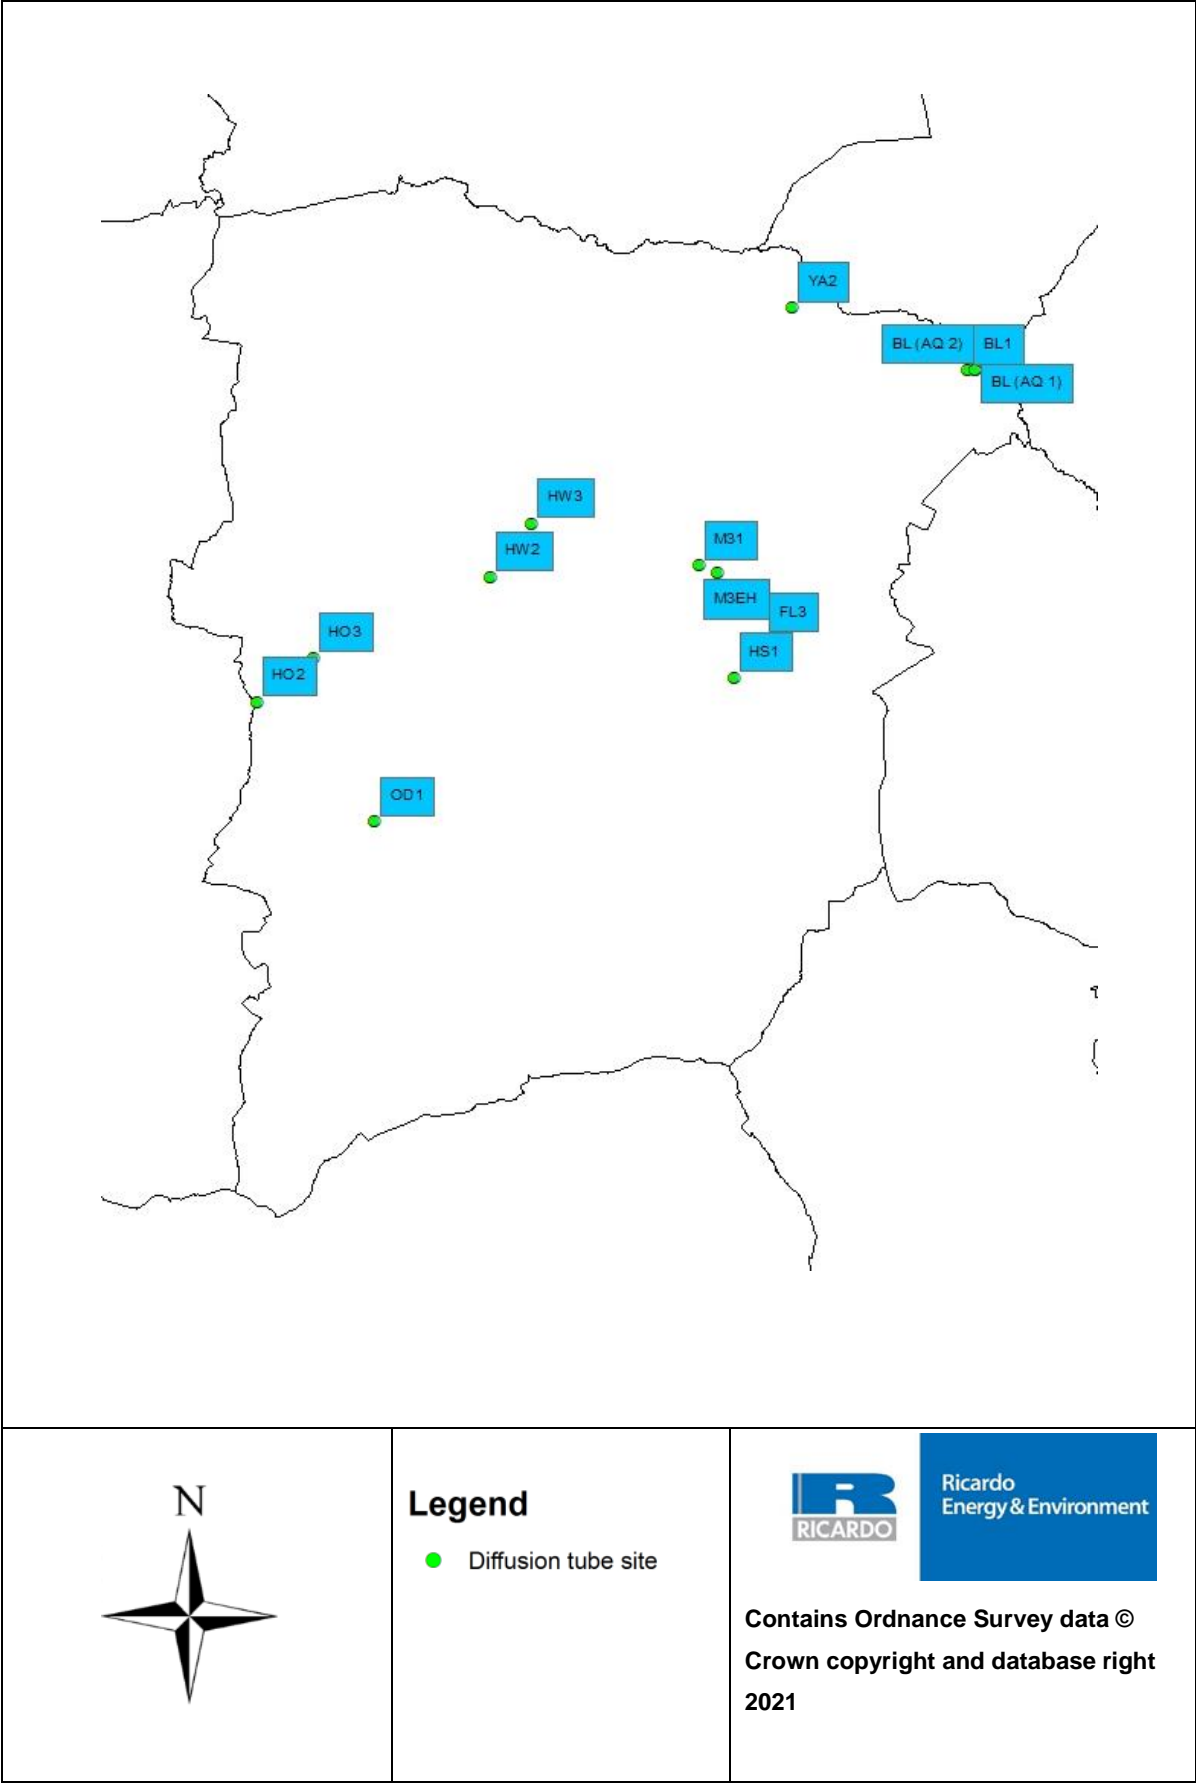 YA2
BL (AQ 2)
BL1
BL (AQ 1)
HW3
HW2
M31
M3EH
FL3
HS1
HO3
HO2
OD1
N
Legend
Diffusion tube site
RICARDO
Ricardo
Energy & Environment
Contains Ordnance Survey data ©
Crown copyright and database right
2021